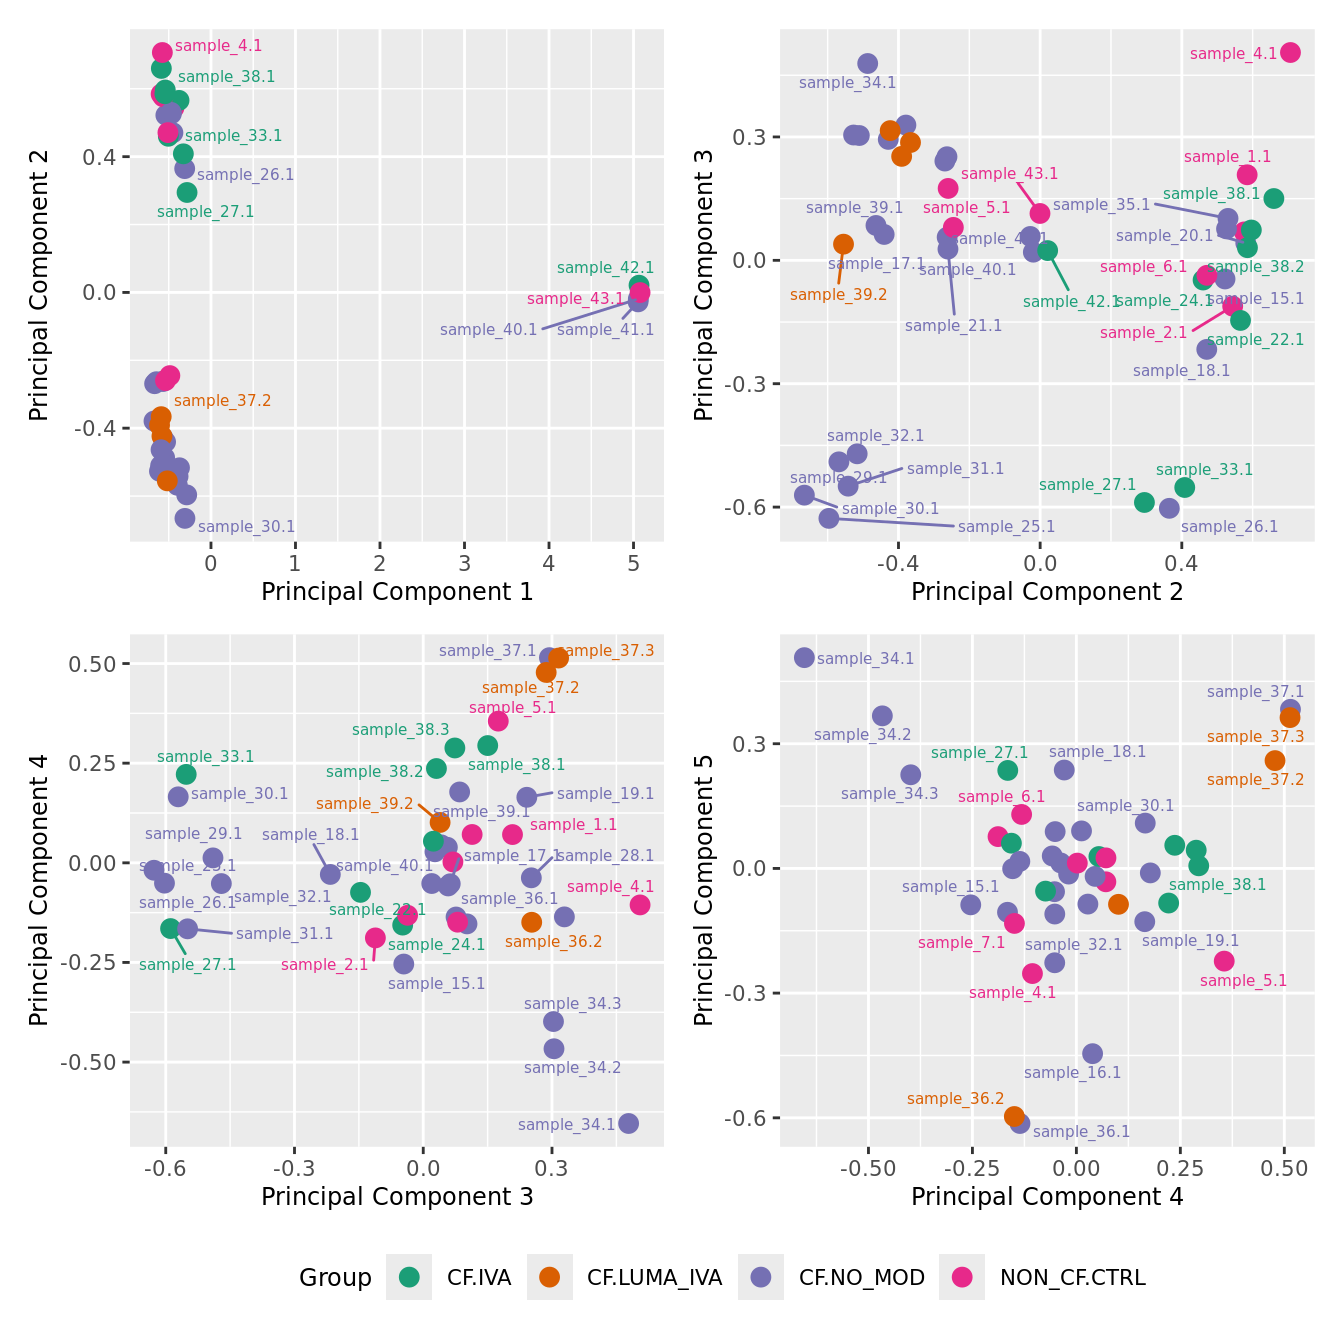 sample_4.1
sample_38.1
sample_33.1
sample_26.1
sample_27.1
sample_42.1
sample_43.1
sample_40.1
sample_41.1
sample_37.2
sample_30.1
0.4
0.0
-0.4
0
1
2
3
4
5
Principal Component 1
Principal Component 2
sample_4.1
sample_34.1
sample_1.1
sample_43.1
sample_38.1
sample_35.1
sample_39.1
sample_5.1
sample_20.1
sample_17.1
sample_40.1
sample_6.1
sample_38.2
sample_39.2
sample_42.1
sample_24.1
sample_15.1
sample_21.1
sample_2.1
sample_22.1
sample_18.1
sample_32.1
sample_31.1
sample_33.1
sample_29.1
sample_27.1
sample_30.1
sample_25.1
sample_26.1
0.3
0.0
-0.3
-0.6
-0.4
0.0
0.4
Principal Component 2
Principal Component 3
sample_37.1
sample_37.3
sample_37.2
sample_5.1
sample_38.3
sample_33.1
sample_38.1
sample_38.2
sample_30.1
sample_19.1
sample_39.2
sample_39.1
sample_1.1
sample_29.1
sample_18.1
sample_17.1
sample_28.1
sample_25.1
sample_40.1
sample_4.1
sample_32.1
sample_36.1
sample_26.1
sample_22.1
sample_31.1
sample_24.1
sample_36.2
sample_27.1
sample_2.1
sample_15.1
sample_34.3
sample_34.2
sample_34.1
0.50
0.25
0.00
-0.25
-0.50
-0.6
-0.3
0.0
0.3
Principal Component 3
Principal Component 4
sample_34.1
sample_37.1
sample_34.2
sample_37.3
sample_27.1
sample_18.1
sample_37.2
sample_34.3
sample_6.1
sample_30.1
sample_15.1
sample_38.1
sample_7.1
sample_32.1
sample_19.1
sample_5.1
sample_4.1
sample_16.1
sample_36.2
sample_36.1
0.3
0.0
-0.3
-0.6
-0.50
-0.25
0.00
0.25
0.50
Principal Component 4
Principal Component 5
Group
CF.IVA
CF.LUMA_IVA
CF.NO_MOD
NON_CF.CTRL